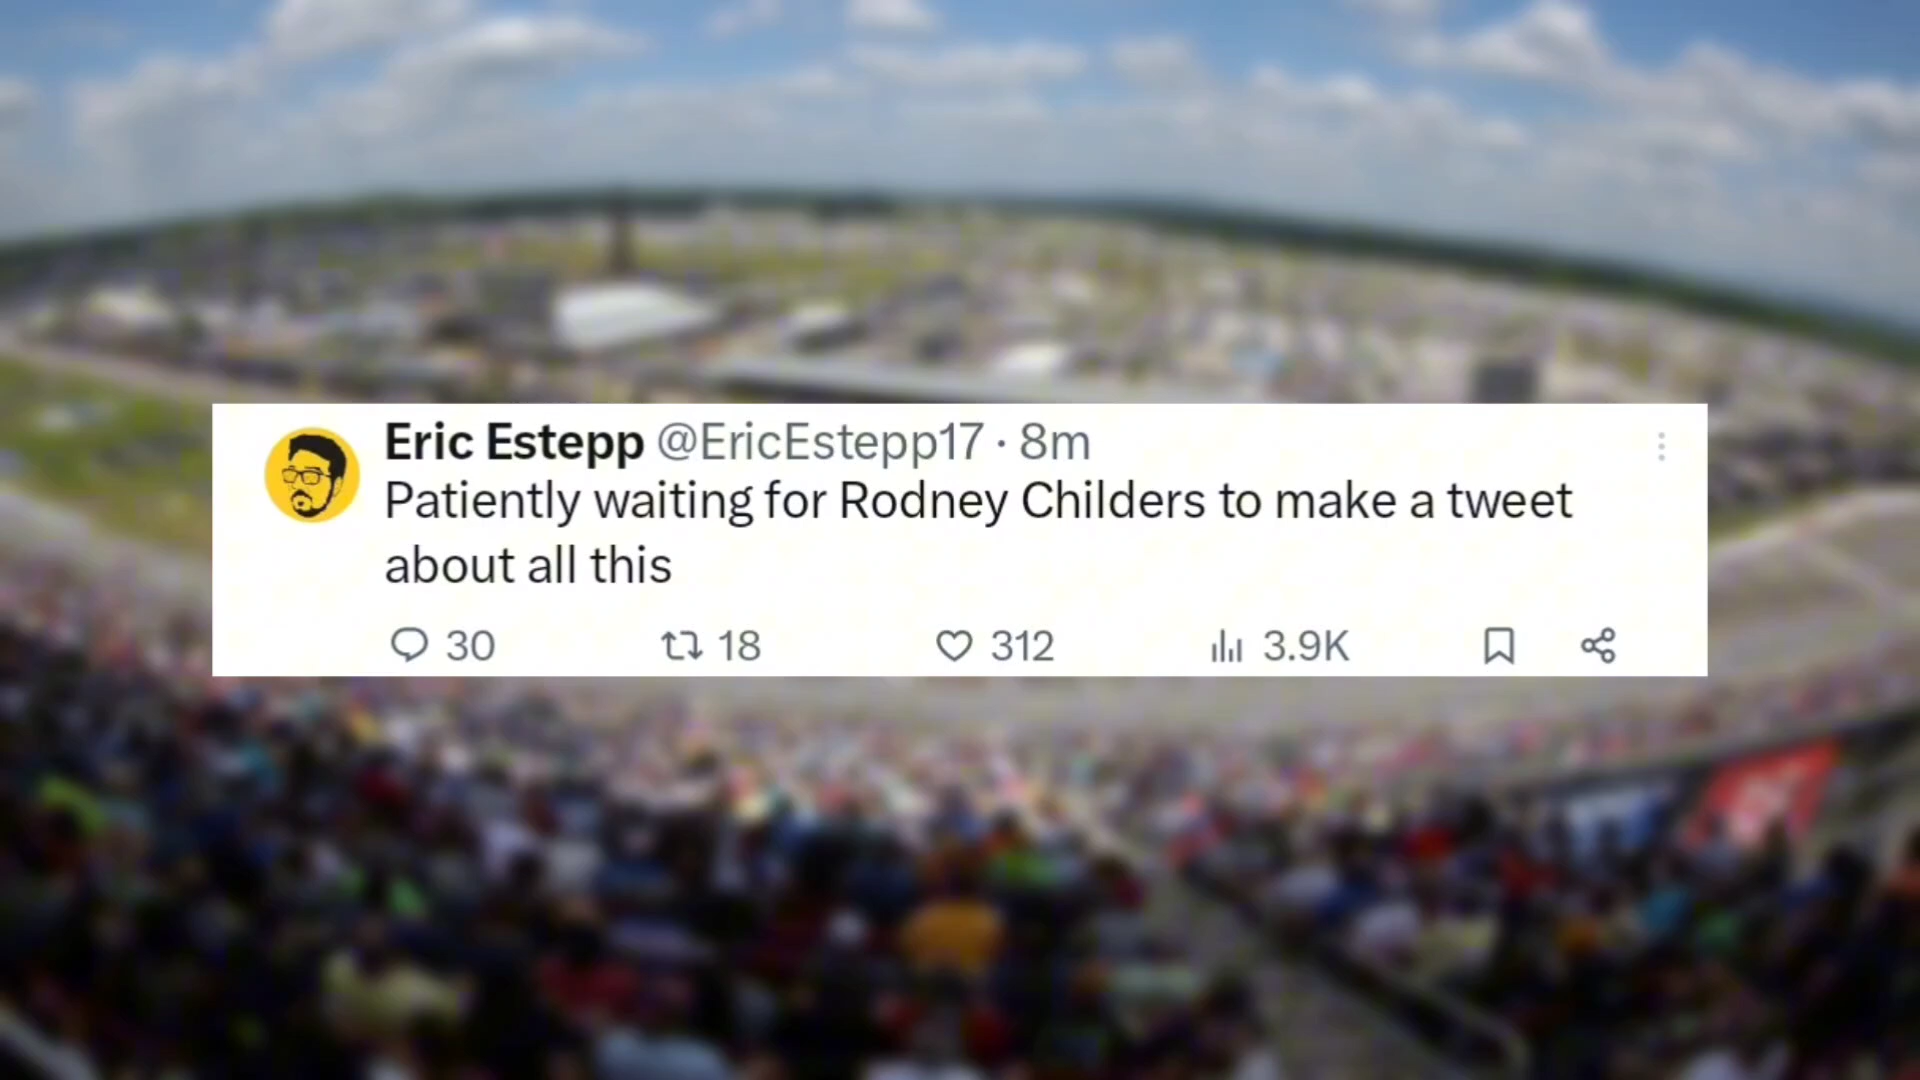 Eric Estepp @EricEstepp17 · 8m
Patiently waiting for Rodney Childers to make a tweet
about all this
30 18 312 3.9K